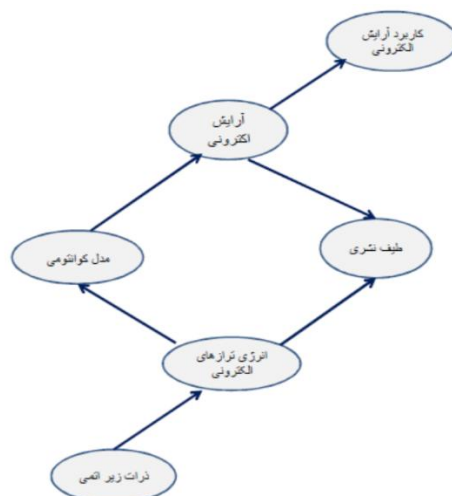 کاربرد آرایش
الکترونی
آرایش
اکترونی
مدل کوانتومی
طیف نشری
انرژی ترازهای
الکترونی
ذرات زیر اتمی